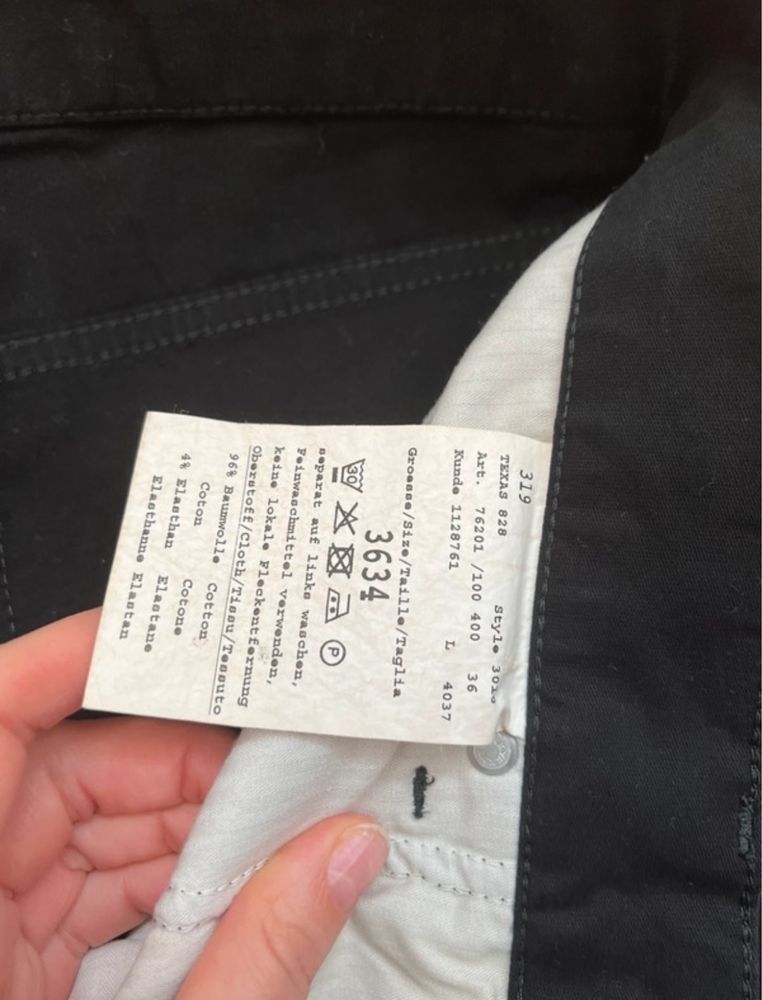 319
TEXAS 828 Style
Art. 76201 /100 400 36
Kunde 1128761 L 4037
Groesse/Size/Taille/Taglia
3634
30 P
separat auf links waschen,
Feinwaschmittel verwenden,
keine lokale Fleckentfernung
Oberstoff/Cloth/Tissu/Tessuto
96% Baumwolle Cotton
Coton Cotone
4% Elasthan Elastane
Elasthanne Elastan